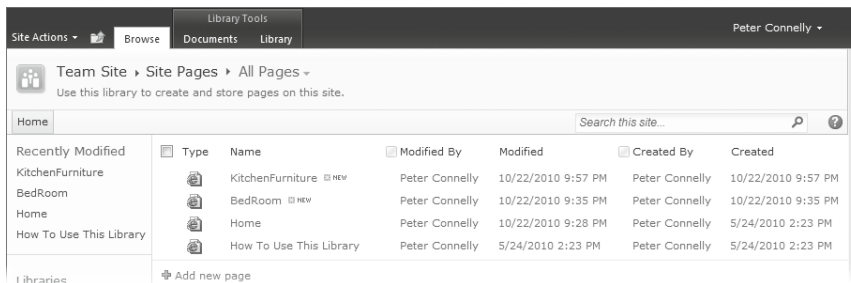 Library Tools
Site Actions Browse Documents Library Peter Connelly
Team Site Site Pages All Pages
Use this library to create and store pages on this site.
Home Search this site... ?
Recently Modified
KitchenFurniture
BedRoom
Home
How To Use This Library
Libraries
Type Name Modified By Modified Created By Created
KitchenFurniture NEW Peter Connelly 10/22/2010 9:57 PM Peter Connelly 10/22/2010 9:57 PM
BedRoom NEW Peter Connelly 10/22/2010 9:35 PM Peter Connelly 10/22/2010 9:35 PM
Home Peter Connelly 10/22/2010 9:28 PM Peter Connelly 5/24/2010 2:23 PM
How To Use This Library Peter Connelly 5/24/2010 2:23 PM Peter Connelly 5/24/2010 2:23 PM
Add new page